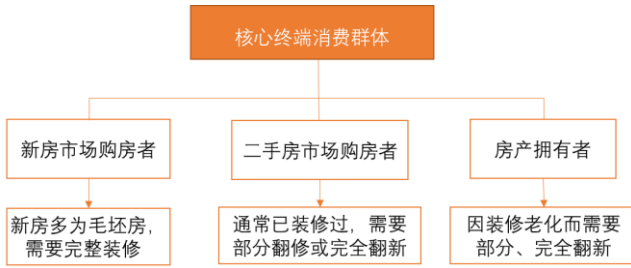 核心终端消费群体
新房市场购房者
二手房市场购房者
房产拥有者
新房多为毛坯房，
需要完整装修
通常已装修过，需要
部分翻修或完全翻新
因装修老化而需要
部分、完全翻新